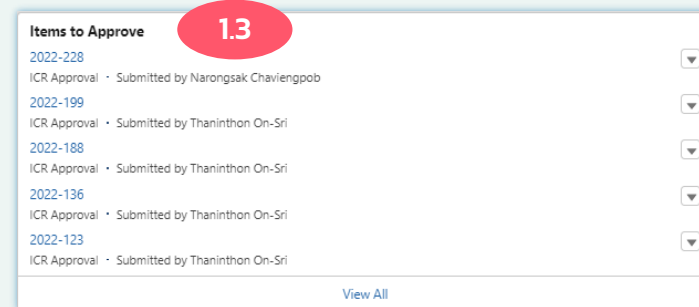 Items to Approve 1.3
2022-228
ICR Approval • Submitted by Narongsak Chaviengpob
2022-199
ICR Approval • Submitted by Thaninthon On-Sri
2022-188
ICR Approval • Submitted by Thaninthon On-Sri
2022-136
ICR Approval • Submitted by Thaninthon On-Sri
2022-123
ICR Approval • Submitted by Thaninthon On-Sri
View All